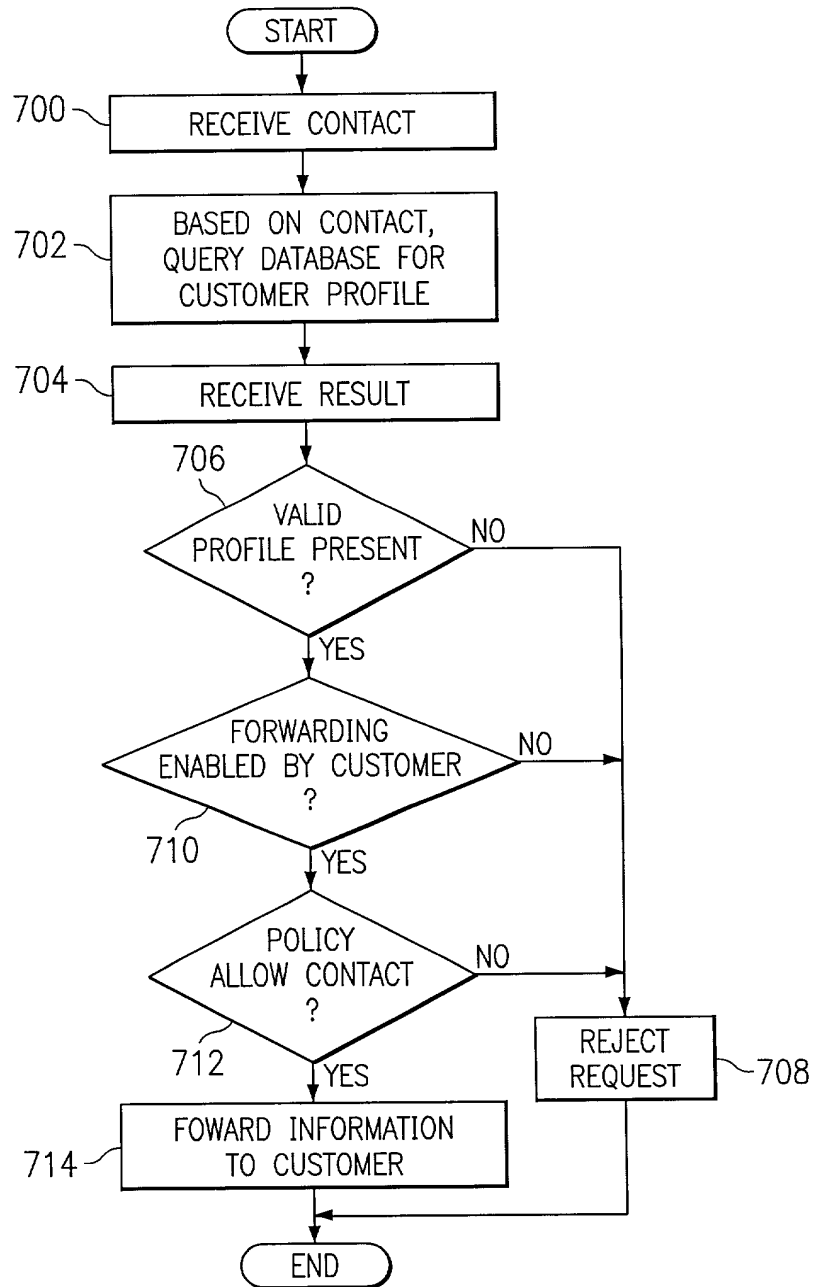 START
700
RECEIVE CONTACT
702
BASED ON CONTACT,
QUERY DATABASE FOR
CUSTOMER PROFILE
704
RECEIVE RESULT
706
VALID
PROFILE PRESENT
?
NO
YES
FORWARDING
ENABLED BY CUSTOMER
?
NO
710
YES
POLICY
ALLOW CONTACT
?
NO
712
YES
REJECT
REQUEST
708
FOWARD INFORMATION
TO CUSTOMER
714
END